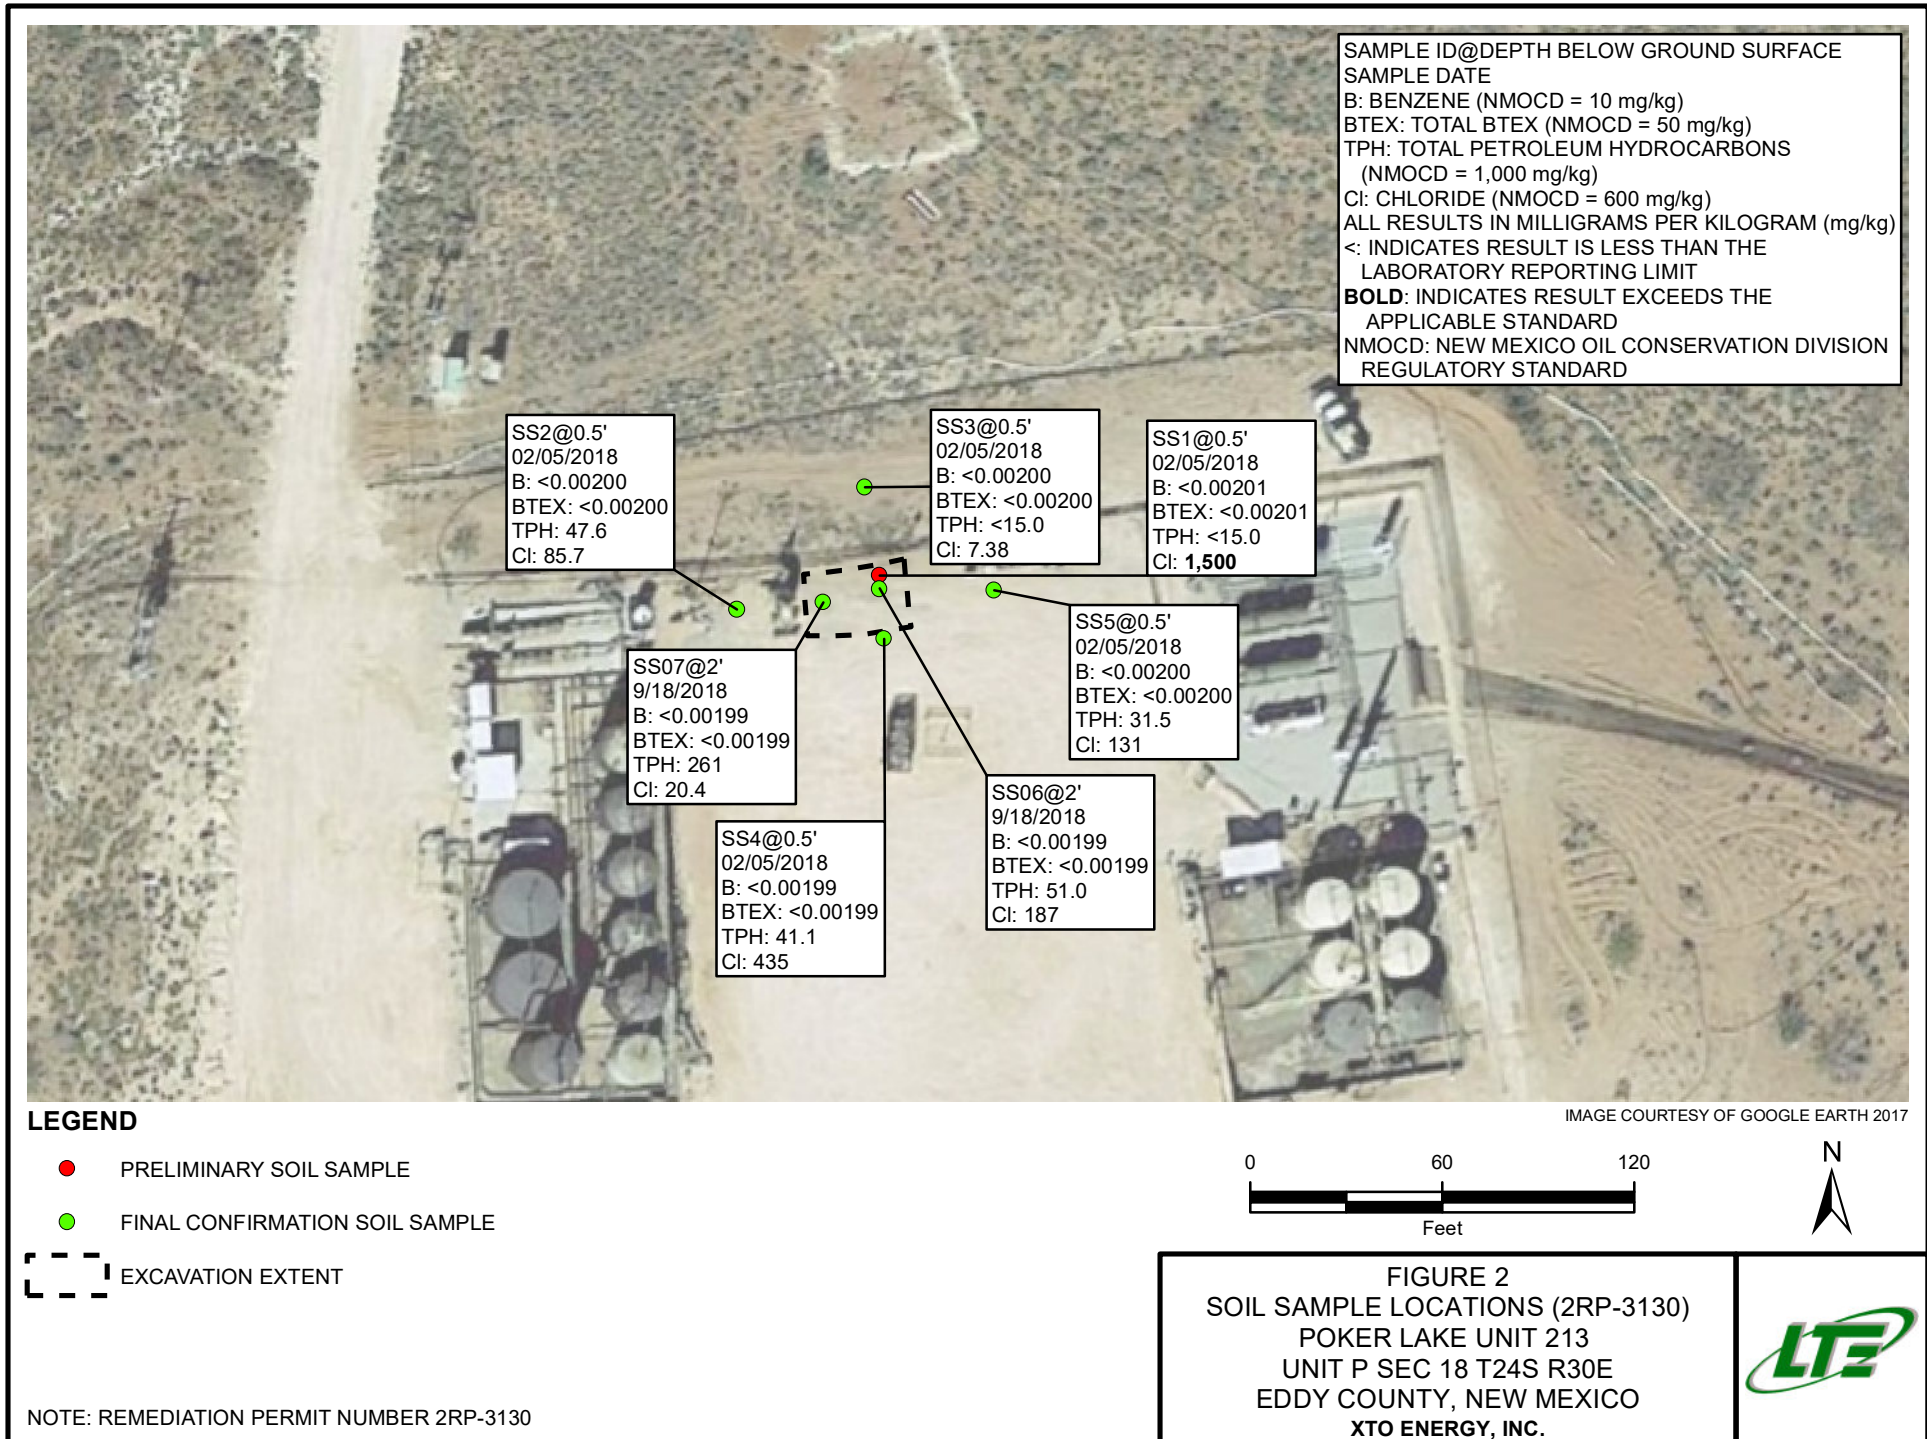 SAMPLE ID@DEPTH BELOW GROUND SURFACE
SAMPLE DATE
B: BENZENE (NMOCD = 10 mg/kg)
BTEX: TOTAL BTEX (NMOCD = 50 mg/kg)
TPH: TOTAL PETROLEUM HYDROCARBONS
(NMOCD = 1,000 mg/kg)
Cl: CHLORIDE (NMOCD = 600 mg/kg)
ALL RESULTS IN MILLIGRAMS PER KILOGRAM (mg/kg)
<: INDICATES RESULT IS LESS THAN THE
LABORATORY REPORTING LIMIT
BOLD: INDICATES RESULT EXCEEDS THE
APPLICABLE STANDARD
NMOCD: NEW MEXICO OIL CONSERVATION DIVISION
REGULATORY STANDARD
SS2@0.5'
02/05/2018
B: <0.00200
BTEX: <0.00200
TPH: 47.6
Cl: 85.7
SS3@0.5'
02/05/2018
B: <0.00200
BTEX: <0.00200
TPH: <15.0
Cl: 7.38
SS1@0.5'
02/05/2018
B: <0.00201
BTEX: <0.00201
TPH: <15.0
Cl: 1,500
SS5@0.5'
02/05/2018
B: <0.00200
BTEX: <0.00200
TPH: 31.5
Cl: 131
SS07@2'
9/18/2018
B: <0.00199
BTEX: <0.00199
TPH: 261
Cl: 20.4
SS06@2'
9/18/2018
B: <0.00199
BTEX: <0.00199
TPH: 51.0
Cl: 187
SS4@0.5'
02/05/2018
B: <0.00199
BTEX: <0.00199
TPH: 41.1
Cl: 435
IMAGE COURTESY OF GOOGLE EARTH 2017
LEGEND
PRELIMINARY SOIL SAMPLE
FINAL CONFIRMATION SOIL SAMPLE
EXCAVATION EXTENT
0 60 120
Feet
N
NOTE: REMEDIATION PERMIT NUMBER 2RP-3130
FIGURE 2
SOIL SAMPLE LOCATIONS (2RP-3130)
POKER LAKE UNIT 213
UNIT P SEC 18 T24S R30E
EDDY COUNTY, NEW MEXICO
XTO ENERGY, INC.
LTE